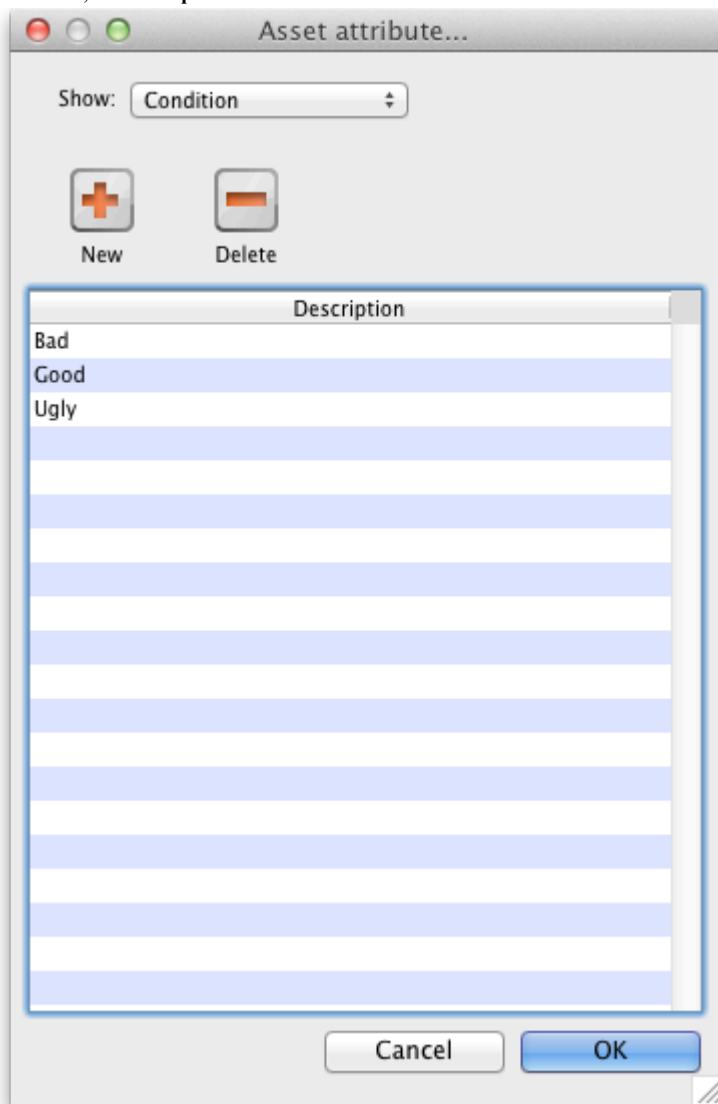 Asset attribute...
Show: Condition
New Delete
Description
Bad
Good
Ugly
Cancel OK